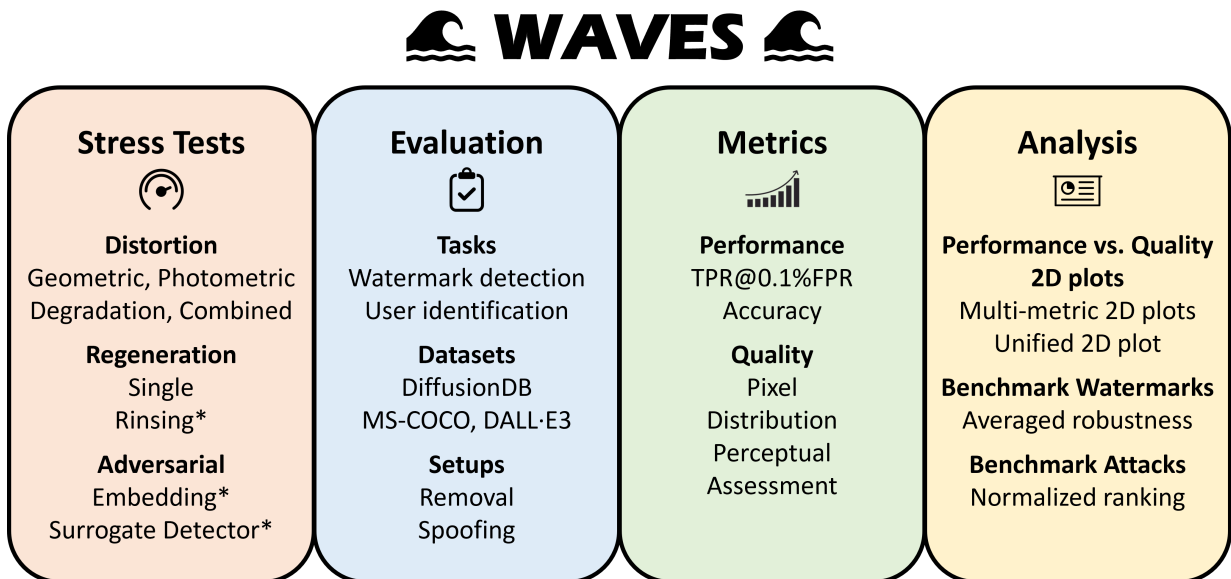 WAVES
Stress Tests
Distortion
Geometric, Photometric
Degradation, Combined
Regeneration
Single
Rinsing*
Adversarial
Embedding*
Surrogate Detector*
Evaluation
Tasks
Watermark detection
User identification
Datasets
DiffusionDB
MS-COCO, DALL·E3
Setups
Removal
Spoofing
Metrics
Performance
TPR@0.1%FPR
Accuracy
Quality
Pixel
Distribution
Perceptual
Assessment
Analysis
Performance vs. Quality
2D plots
Multi-metric 2D plots
Unified 2D plot
Benchmark Watermarks
Averaged robustness
Benchmark Attacks
Normalized ranking